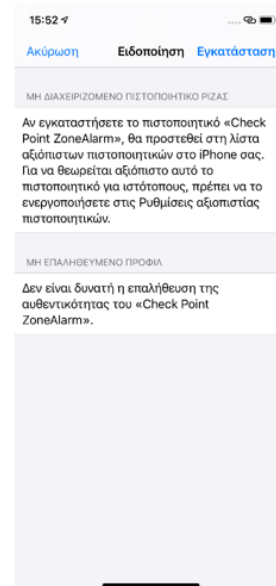 15:52
Ακύρωση Ειδοποίηση Εγκατάσταση
ΜΗ ΔΙΑΧΕΙΡΙΖΟΜΕΝΟ ΠΙΣΤΟΠΟΙΗΤΙΚΟ ΡΙΖΑΣ
Αν εγκαταστήσετε το πιστοποιητικό «Check
Point ZoneAlarm», θα προστεθεί στη λίστα
αξιόπιστων πιστοποιητικών στο iPhone σας.
Για να θεωρείται αξιόπιστο αυτό το
πιστοποιητικό για ιστότοπους, πρέπει να το
ενεργοποιήσετε στις Ρυθμίσεις αξιοπιστίας
πιστοποιητικών.
ΜΗ ΕΠΑΛΗΘΕΥΜΕΝΟ ΠΡΟΦΙΛ
Δεν είναι δυνατή η επαλήθευση της
αυθεντικότητας του «Check Point
ZoneAlarm».